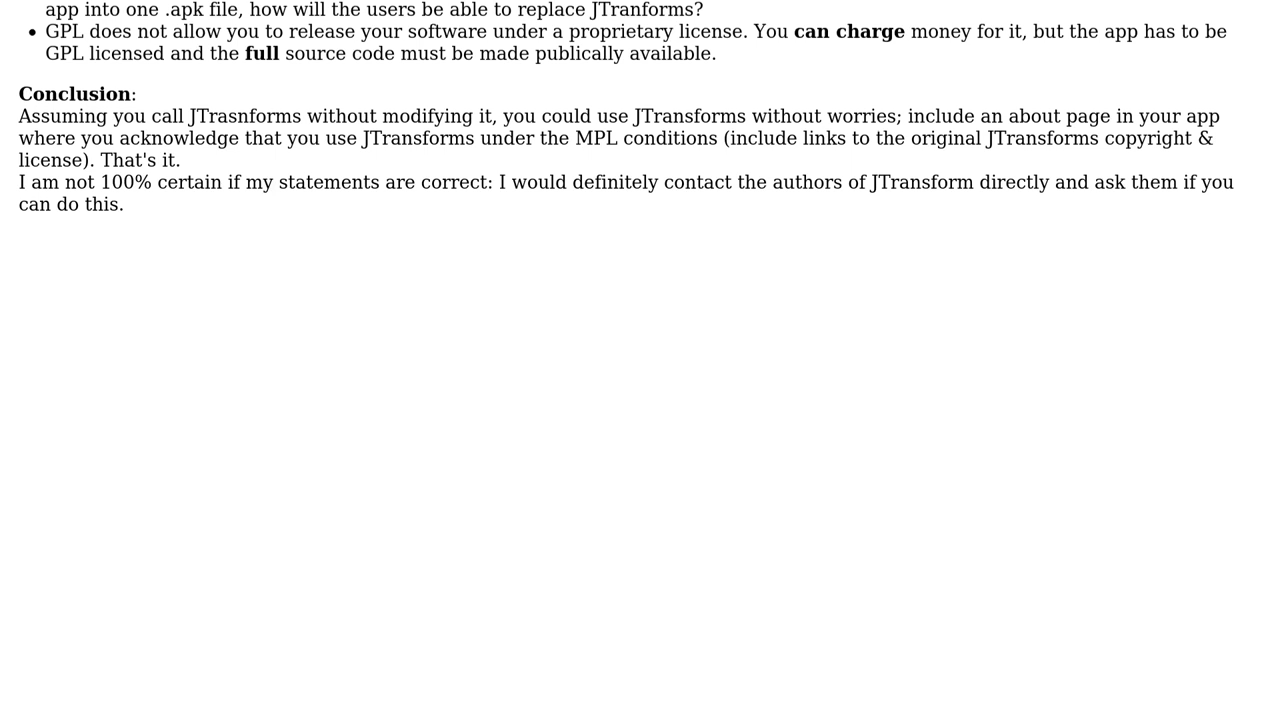 app into one .apk file, how will the users be able to replace JTranforms?
• GPL does not allow you to release your software under a proprietary license. You can charge money for it, but the app has to be
GPL licensed and the full source code must be made publically available.
Conclusion:
Assuming you call JTrasnforms without modifying it, you could use JTransforms without worries; include an about page in your app
where you acknowledge that you use JTransforms under the MPL conditions (include links to the original JTransforms copyright &
license). That's it.
I am not 100% certain if my statements are correct: I would definitely contact the authors of JTransform directly and ask them if you
can do this.